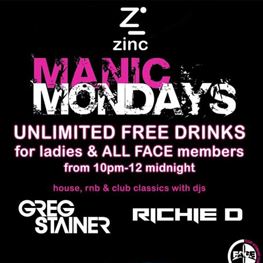 zinc
MANIC
MONDAYS
UNLIMITED FREE DRINKS
for ladies & ALL FACE members
from 10pm-12 midnight
house, rnb & club classics with djs
GREG
STAINER
RICHIE D
FACE